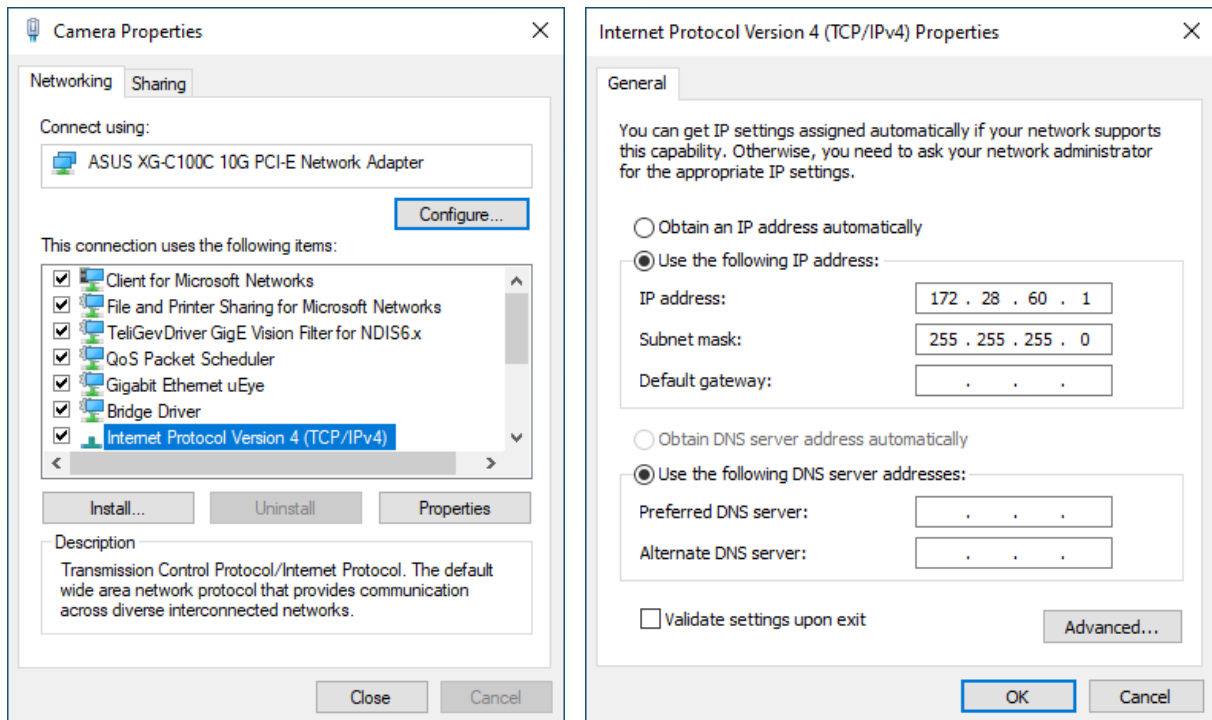 Camera Properties
Networking
Sharing
Connect using:
ASUS XG-C100C 10G PCI-E Network Adapter
Configure...
This connection uses the following items:
Client for Microsoft Networks
File and Printer Sharing for Microsoft Networks
TeliGevDriver GigE Vision Filter for NDIS6.x
QoS Packet Scheduler
Gigabit Ethernet uEye
Bridge Driver
Internet Protocol Version 4 (TCP/IPv4)
Install...
Uninstall
Properties
Description
Transmission Control Protocol/Internet Protocol. The default
wide area network protocol that provides communication
across diverse interconnected networks.
Close
Cancel
Internet Protocol Version 4 (TCP/IPv4) Properties
General
You can get IP settings assigned automatically if your network supports
this capability. Otherwise, you need to ask your network administrator
for the appropriate IP settings.
Obtain an IP address automatically
Use the following IP address:
IP address: 172 . 28 . 60 . 1
Subnet mask: 255 . 255 . 255 . 0
Default gateway: . . .
Obtain DNS server address automatically
Use the following DNS server addresses:
Preferred DNS server: . . .
Alternate DNS server: . . .
Validate settings upon exit
Advanced...
OK
Cancel